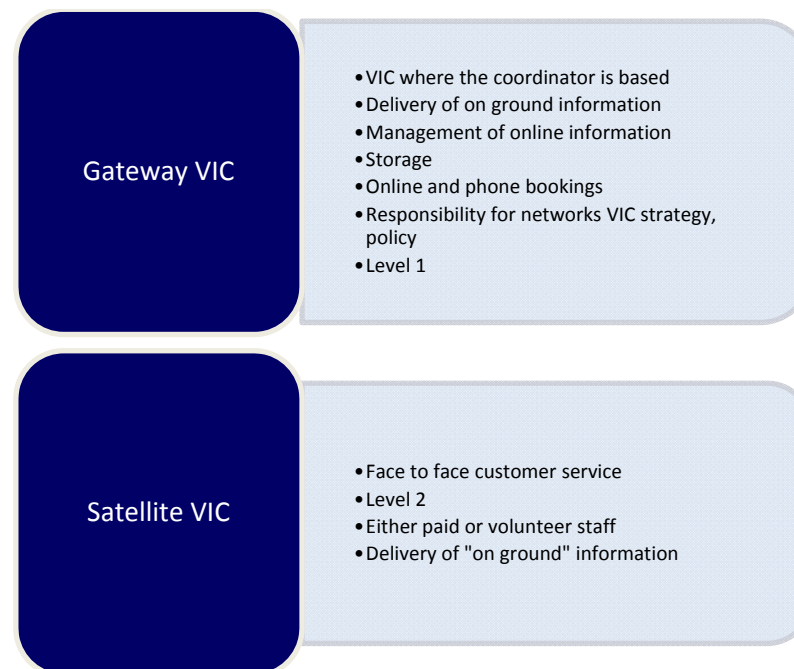 Gateway VIC
•VIC where the coordinator is based
•Delivery of on ground information
•Management of online information
•Storage
•Online and phone bookings
•Responsibility for networks VIC strategy,
policy
•Level 1
Satellite VIC
•Face to face customer service
•Level 2
•Either paid or volunteer staff
•Delivery of "on ground" information